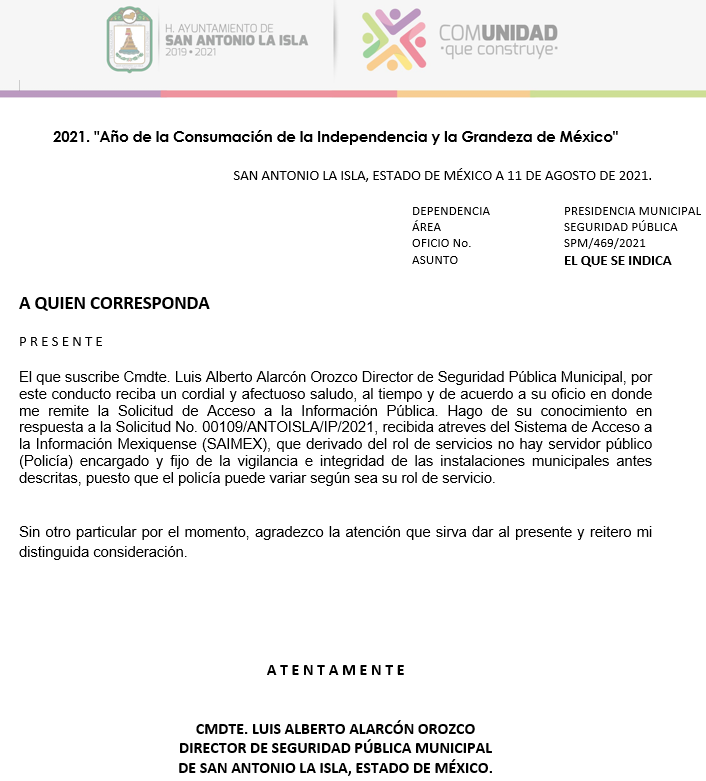 H. AYUNTAMIENTO DE
SAN ANTONIO LA ISLA
2019 • 2021
COMUNIDAD
•que construye•
2021. "Año de la Consumación de la Independencia y la Grandeza de México"
SAN ANTONIO LA ISLA, ESTADO DE MÉXICO A 11 DE AGOSTO DE 2021.
DEPENDENCIA PRESIDENCIA MUNICIPAL
ÁREA SEGURIDAD PÚBLICA
OFICIO No. SPM/469/2021
ASUNTO EL QUE SE INDICA
A QUIEN CORRESPONDA
P R E S E N T E
El que suscribe Cmdte. Luis Alberto Alarcón Orozco Director de Seguridad Pública Municipal, por
este conducto reciba un cordial y afectuoso saludo, al tiempo y de acuerdo a su oficio en donde
me remite la Solicitud de Acceso a la Información Pública. Hago de su conocimiento en
respuesta a la Solicitud No. 00109/ANTOISLA/IP/2021, recibida atreves del Sistema de Acceso a
la Información Mexiquense (SAIMEX), que derivado del rol de servicios no hay servidor público
(Policía) encargado y fijo de la vigilancia e integridad de las instalaciones municipales antes
descritas, puesto que el policía puede variar según sea su rol de servicio.
Sin otro particular por el momento, agradezco la atención que sirva dar al presente y reitero mi
distinguida consideración.
A T E N T A M E N T E
CMDTE. LUIS ALBERTO ALARCÓN OROZCO
DIRECTOR DE SEGURIDAD PÚBLICA MUNICIPAL
DE SAN ANTONIO LA ISLA, ESTADO DE MÉXICO.